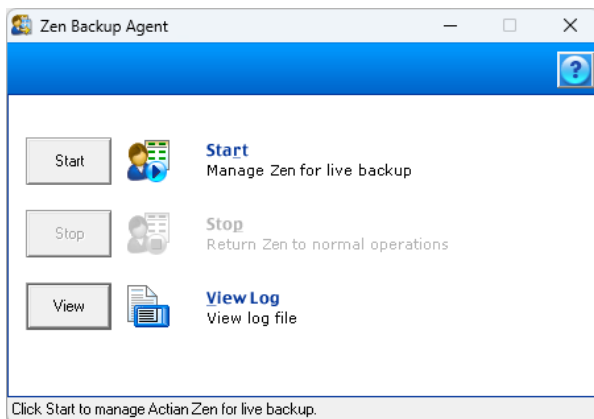 Zen Backup Agent
?
Start
Start
Manage Zen for live backup
Stop
Stop
Return Zen to normal operations
View
View Log
View log file
Click Start to manage Actian Zen for live backup.